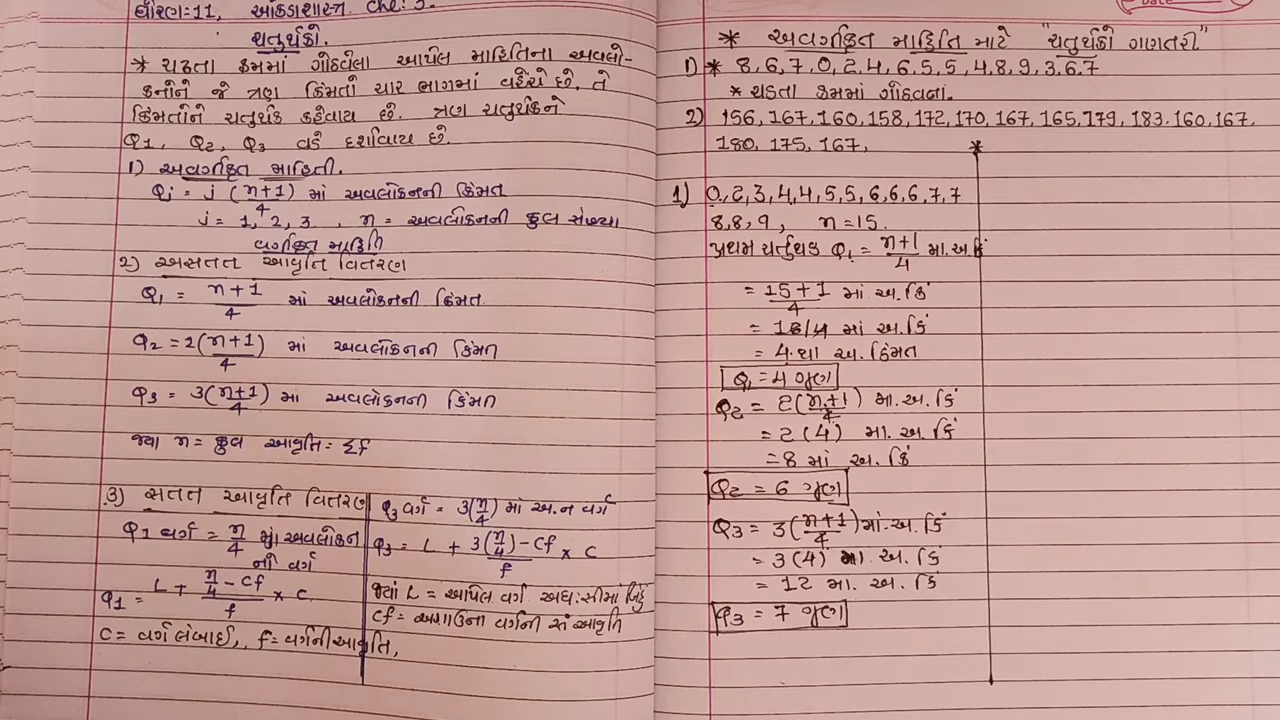 ધોરણ:11, આંકડાશાસ્ત્ર. Che: 3.
ચતુર્થકો.
* ચઢતા ક્રમમાં ગોઠવેલા આપેલ માહિતિના અવલો-
કનોને જે ત્રણ કિંમતો ચાર ભાગમાં વહેંચે છે. તે
કિંમતોને ચતુર્થક કહેવાય છે. ત્રણ ચતુર્થકને
Q1, Q2, Q3 વડે દર્શાવાય છે.
1) અવર્ગીકૃત માહિતી.
Qj = j (n+1)/4 માં અવલોકનની કિંમત
j = 1, 2, 3. n = અવલોકનની કુલ સંખ્યા
વર્ગીકૃત માહિતિ
2) અસતત આવૃતિ વિતરણ
Q1 = n+1/4 માં અવલોકનની કિંમત
Q2 = 2(n+1)/4 માં અવલોકનની કિંમત
Q3 = 3(n+1)/4 માં અવલોકનની કિંમત
જ્યા n = કુલ આવૃતિ = Σf
3) સતત આવૃતિ વિતરણ
Q1 વર્ગ = n/4 માં અવલોકન
નો વર્ગ
Q1 = L + n/4 - cf/f × c
c = વર્ગલંબાઈ, f = વર્ગની આવૃતિ,
Q3 વર્ગ = 3(n/4) માં અ.ન વર્ગ
Q3 = L + 3(n/4) - cf/f × c
જ્યાં L = આપેલ વર્ગ અધ:સીમાં બિંદુ
cf = અગાઉના વર્ગની સં આવૃતિ
* અવર્ગીકૃત માહિતિ માટે "ચતુર્થકો ગાણતરી"
1) * 8,6,7,0,2,4,6,5,5,4,8,9,3,6,7
* ચડતા ક્રમમાં ગોઠવતા.
2) 156, 167, 160, 158, 172, 170, 167, 165, 179, 183, 160, 167,
180, 175, 167,
1) 0,2,3,4,4,5,5,6,6,6,7,7
8,8,9, n=15.
પ્રથમ ચર્તુથક Q1 = n+1/4 મા.અ.કિં
= 15+1/4 માં અ.કિં
= 16/4 માં અ.કિં
= 4 થા અ. કિંમત
Q1 = 4 ગુણ
Q2 = 2(n+1/4) મા.અ.કિં
= 2(4) મા.અ.કિં
= 8 માં અ.કિં
Q2 = 6 ગુણ
Q3 = 3(n+1/4) માં.અ.કિં
= 3(4) મા. અ. કિં
= 12 મા. અ. કિં
Q3 = 7 ગુણ